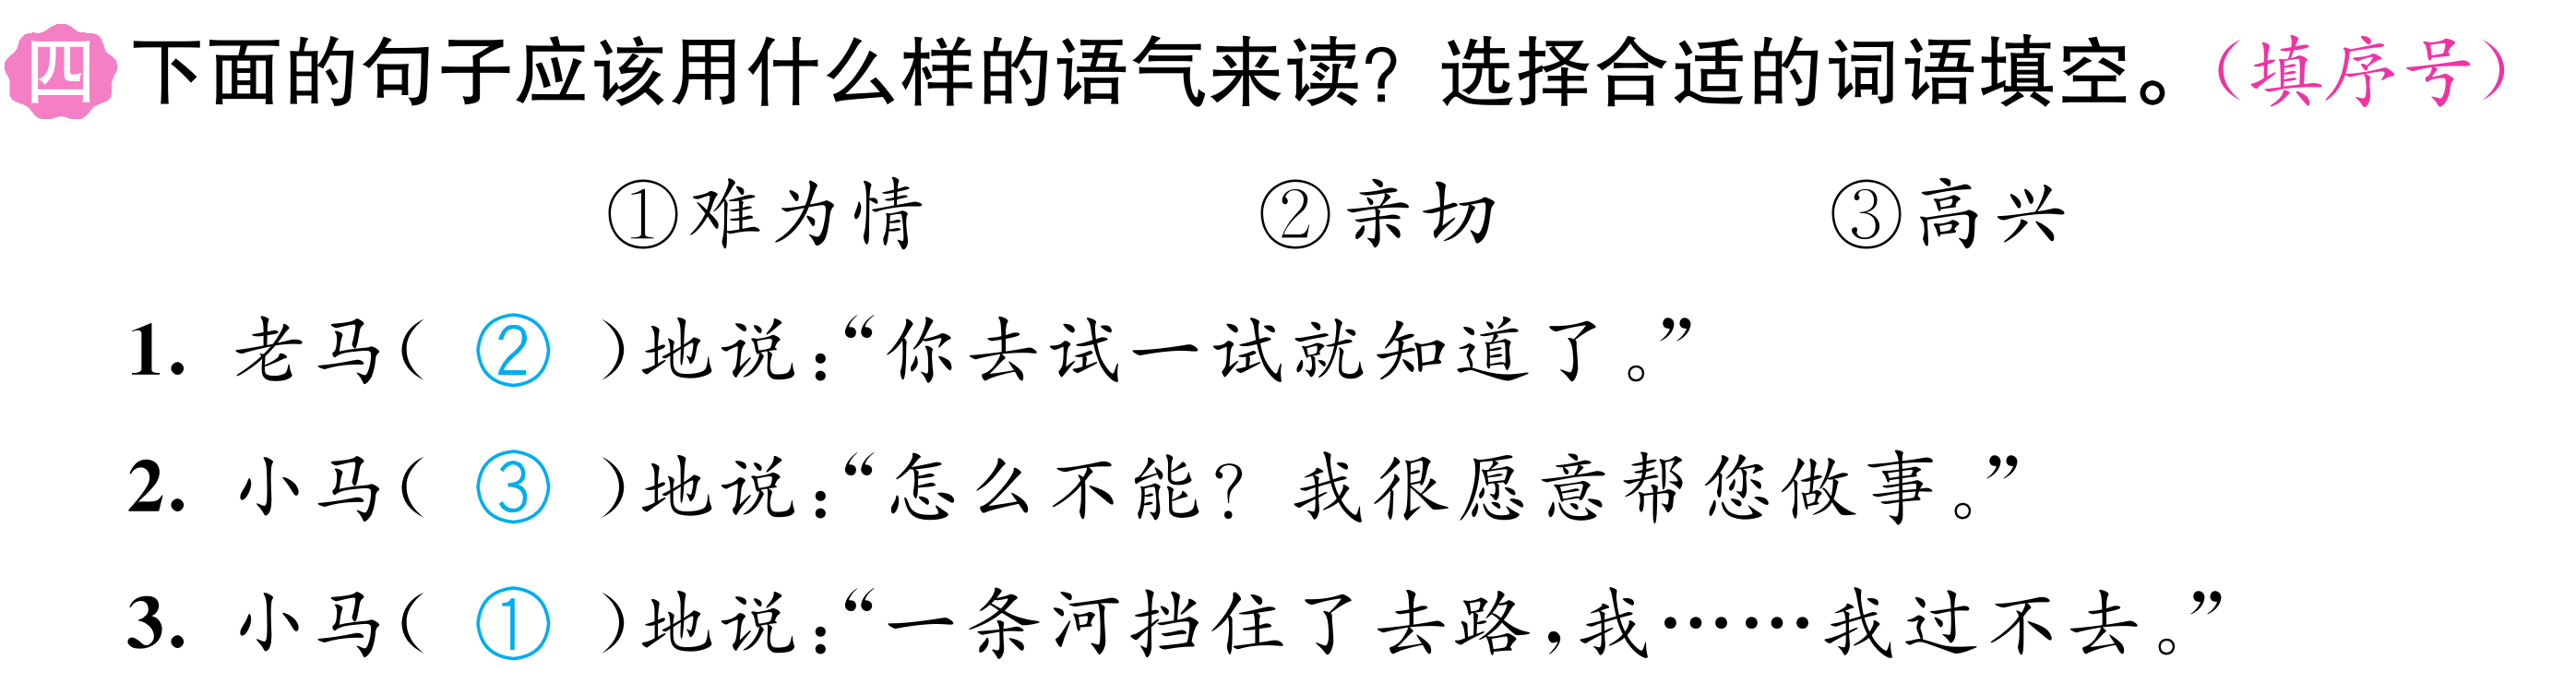 四 下面的句子应该用什么样的语气来读？选择合适的词语填空。（填序号）
①难为情 ②亲切 ③高兴
1. 老马（ ② ）地说：“你去试一试就知道了。”
2. 小马（ ③ ）地说：“怎么不能？我很愿意帮您做事。”
3. 小马（ ① ）地说：“一条河挡住了去路，我……我过不去。”